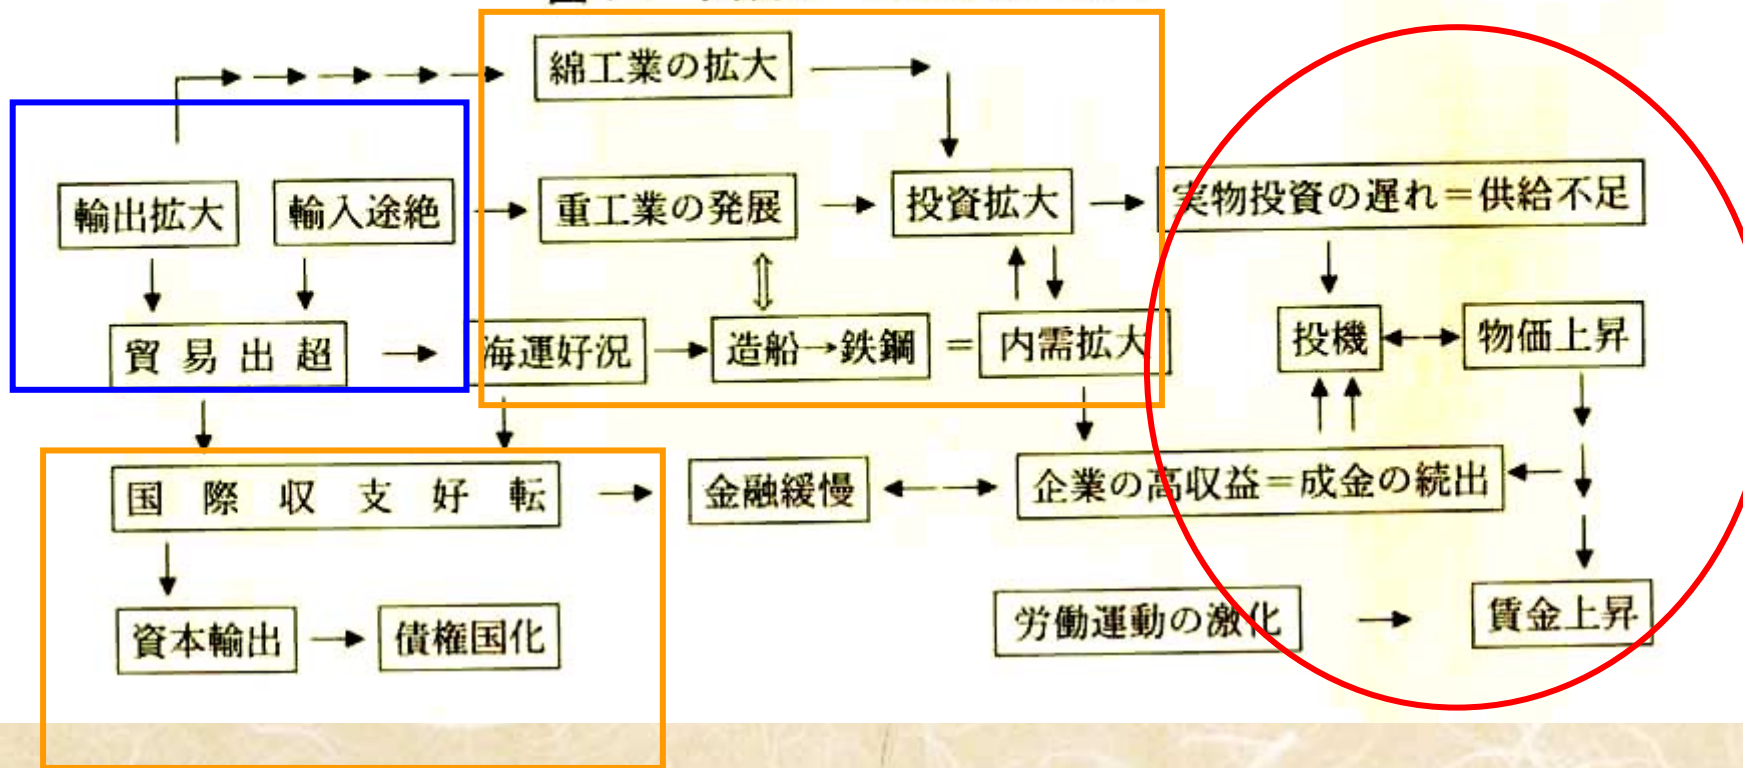 綿工業の拡大
輸出拡大 輸入途絶 重工業の発展 投資拡大 実物投資の遅れ=供給不足
貿易出超 海運好況 造船→鉄鋼 = 内需拡大 投機 物価上昇
国際収支好転 金融緩慢 企業の高収益=成金の続出
資本輸出 債権国化 労働運動の激化 賃金上昇